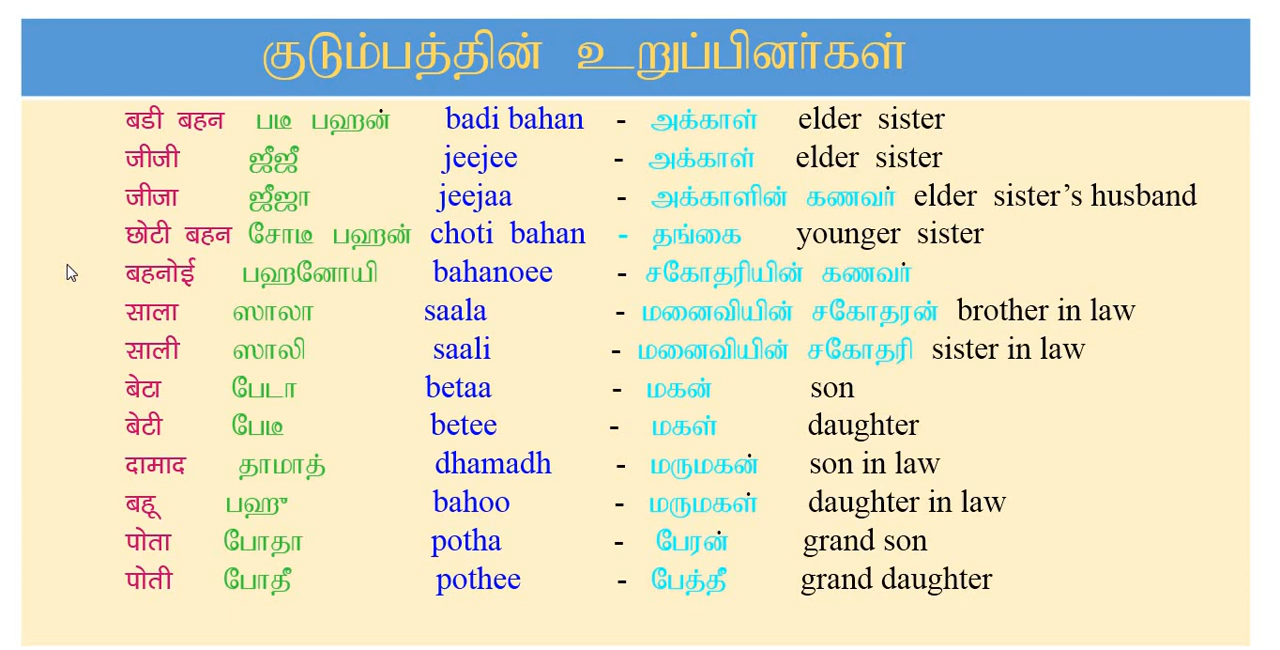 குடும்பத்தின் உறுப்பினர்கள்
बडी बहन படீ பஹன் badi bahan - அக்காள் elder sister
जीजी ஜீஜீ jeejee - அக்காள் elder sister
जीजा ஜீஜா jeejaa - அக்காளின் கணவர் elder sister's husband
छोटी बहन சோடீ பஹன் choti bahan - தங்கை younger sister
बहनोई பஹனோயி bahanoee - சகோதரியின் கணவர்
साला ஸாலா saala - மனைவியின் சகோதரன் brother in law
साली ஸாலி saali - மனைவியின் சகோதரி sister in law
बेटा பேடா betaa - மகன் son
बेटी பேடீ betee - மகள் daughter
दामाद தாமாத் dhamadh - மருமகன் son in law
बहू பஹு bahoo - மருமகள் daughter in law
पोता போதா potha - பேரன் grand son
पोती போதீ pothee - பேத்தீ grand daughter